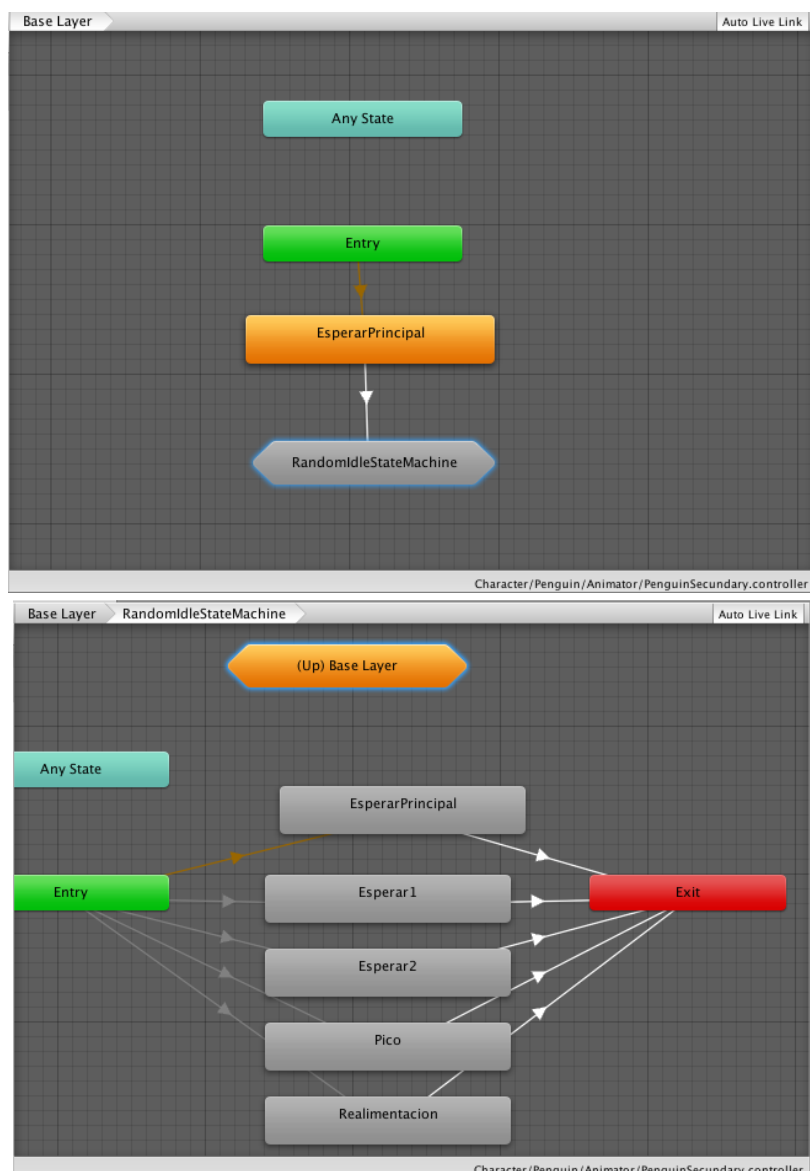 Base Layer
Auto Live Link
Any State
Entry
EsperarPrincipal
RandomIdleStateMachine
Character/Penguin/Animator/PenguinSecundary.controller
Base Layer
RandomIdleStateMachine
Auto Live Link
(Up) Base Layer
Any State
EsperarPrincipal
Entry
Esperar1
Exit
Esperar2
Pico
Realimentacion
Character/Penguin/Animator/PenguinSecundary.controller